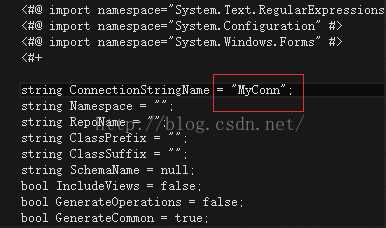 <#@ import namespace="System.Text.RegularExpressions
<#@ import namespace="System.Configuration" #>
<#@ import namespace="System.Windows.Forms" #>
<#+
string ConnectionStringName = "MyConn";
string Namespace = "";
string RepoName = "";
string ClassPrefix = "";
string ClassSuffix = "";
string SchemaName = null;
bool IncludeViews = false;
bool GenerateOperations = false;
bool GenerateCommon = true;
http://blog.csdn.net/